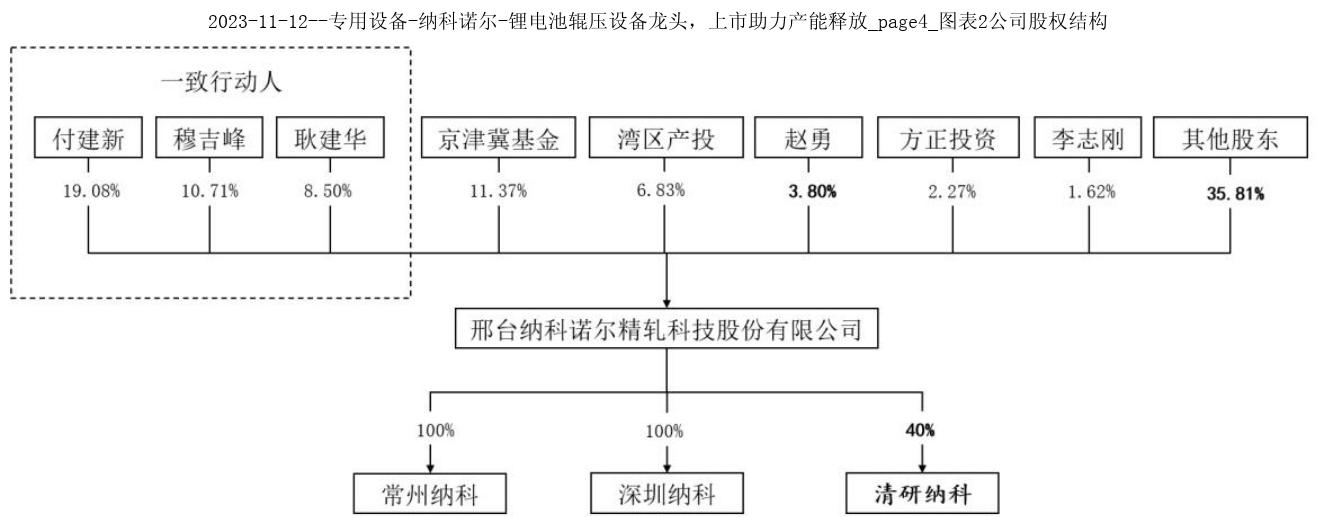 2023-11-12--专用设备-纳科诺尔-锂电池辊压设备龙头，上市助力产能释放_page4_图表2公司股权结构
一致行动人
付建新 穆吉峰 耿建华 京津冀基金 湾区产投 赵勇 方正投资 李志刚 其他股东
19.08% 10.71% 8.50% 11.37% 6.83% 3.80% 2.27% 1.62% 35.81%
邢台纳科诺尔精轧科技股份有限公司
100% 100% 40%
常州纳科 深圳纳科 清研纳科